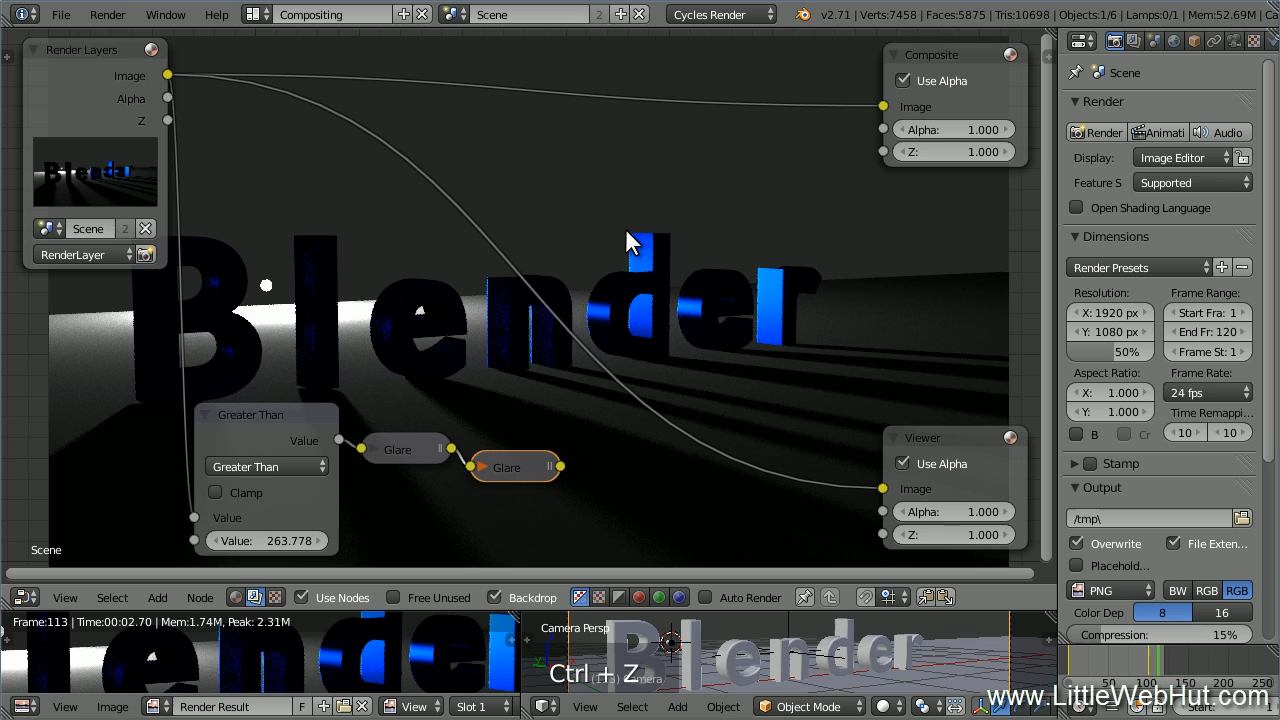 File Render Window Help Compositing Scene 2 Cycles Render v2.71 | Verts:7458 | Faces:5875 | Tris:10698 | Objects:1/6 | Lamps:0/1 | Mem:52.69M | Ca
Render Layers
Image
Alpha
Z
Scene 2
RenderLayer
Composite
Use Alpha
Image
Alpha: 1.000
Z: 1.000
Blender
Greater Than
Value
Greater Than
Clamp
Value
Value: 263.778
Glare
Glare
Viewer
Use Alpha
Image
Alpha: 1.000
Z: 1.000
Scene
View Select Add Node Use Nodes Free Unused Backdrop Auto Render
Frame:113 | Time:00:02.70 | Mem:1.74M, Peak: 2.31M
View Image Render Result F View Slot 1
Camera Persp
Blender
Ctrl + Z
View Select Add Object Object Mode
Scene
Render
Render Animati Audio
Display: Image Editor
Feature S Supported
Open Shading Language
Dimensions
Render Presets
Resolution: Frame Range:
X: 1920 px Start Fra: 1
Y: 1080 px End Fr: 120
50% Frame St: 1
Aspect Ratio: Frame Rate:
X: 1.000 24 fps
Y: 1.000 Time Remappi...
B Cr 10 10
Stamp
Output
/tmp\
Overwrite File Exten...
Placehold...
PNG BW RGB RGB
Color Dep 8 16
Compression: 15%
0 50 100 150 200 250
www.LittleWebHut.com